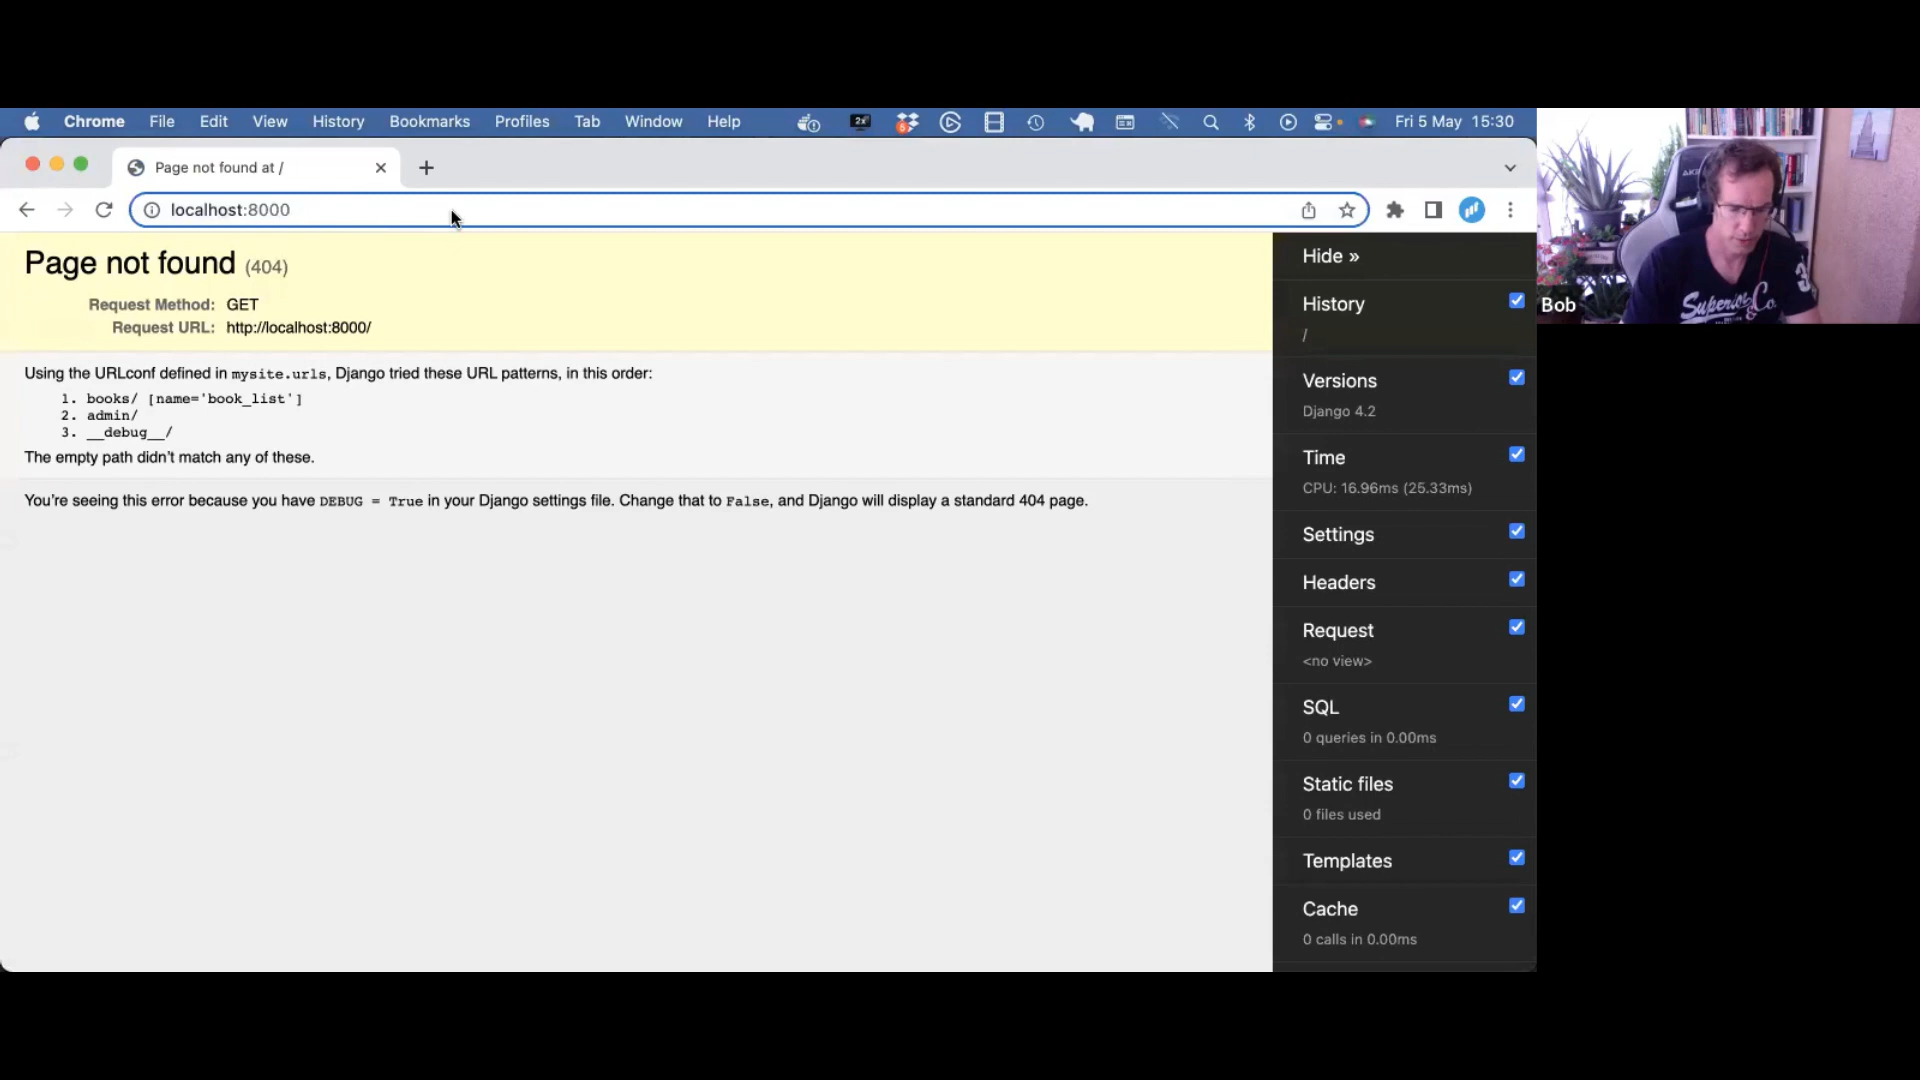 Chrome File Edit View History Bookmarks Profiles Tab Window Help 2x 5 Fri 5 May 15:30
Page not found at /
localhost:8000
Page not found (404)
Request Method: GET
Request URL: http://localhost:8000/
Using the URLconf defined in mysite.urls, Django tried these URL patterns, in this order:
1. books/ [name='book_list']
2. admin/
3. __debug__/
The empty path didn't match any of these.
You're seeing this error because you have DEBUG = True in your Django settings file. Change that to False, and Django will display a standard 404 page.
Hide »
History
/
Versions
Django 4.2
Time
CPU: 16.96ms (25.33ms)
Settings
Headers
Request
<no view>
SQL
0 queries in 0.00ms
Static files
0 files used
Templates
Cache
0 calls in 0.00ms
Bob
Superior
& Co.
3